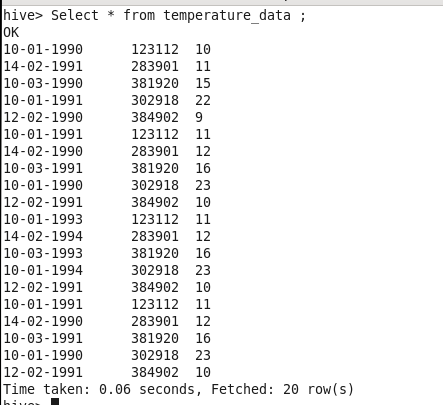 hive> Select * from temperature_data ;
OK
10-01-1990 123112 10
14-02-1991 283901 11
10-03-1990 381920 15
10-01-1991 302918 22
12-02-1990 384902 9
10-01-1991 123112 11
14-02-1990 283901 12
10-03-1991 381920 16
10-01-1990 302918 23
12-02-1991 384902 10
10-01-1993 123112 11
14-02-1994 283901 12
10-03-1993 381920 16
10-01-1994 302918 23
12-02-1991 384902 10
10-01-1991 123112 11
14-02-1990 283901 12
10-03-1991 381920 16
10-01-1990 302918 23
12-02-1991 384902 10
Time taken: 0.06 seconds, Fetched: 20 row(s)
hive>